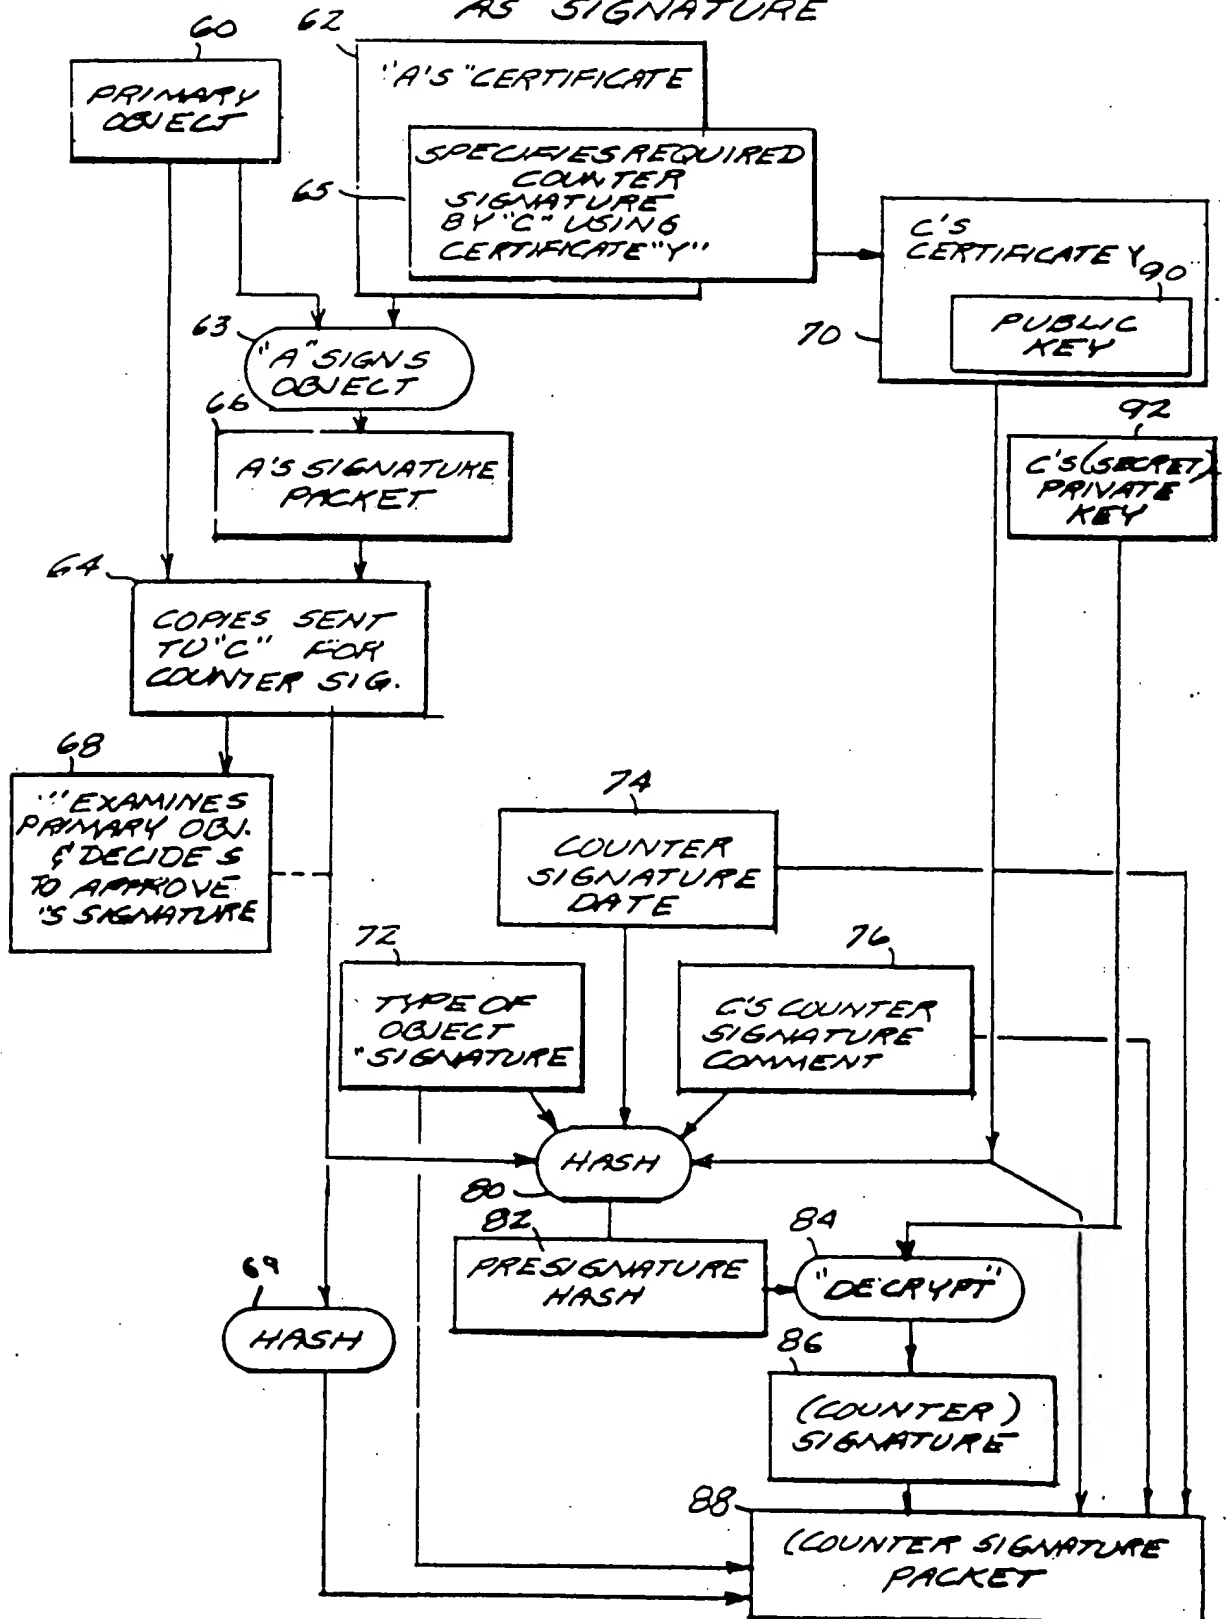 AS SIGNATURE
60
62
PRIMARY
OBJECT
"A'S" CERTIFICATE
SPECIFIES REQUIRED
COUNTER
SIGNATURE
BY "C" USING
CERTIFICATE "Y"
65
C'S
CERTIFICATE Y
90
PUBLIC
KEY
70
63
"A" SIGNS
OBJECT
66
A'S SIGNATURE
PACKET
92
C'S (SECRET)
PRIVATE
KEY
64
COPIES SENT
TO "C" FOR
COUNTER SIG.
68
"' EXAMINES
PRIMARY OBJ.
& DECIDES
TO APPROVE
'S SIGNATURE
74
COUNTER
SIGNATURE
DATE
72
TYPE OF
OBJECT
"SIGNATURE
76
C'S COUNTER
SIGNATURE
COMMENT
HASH
80
82
PRESIGNATURE
HASH
84
"DECRYPT"
69
HASH
86
(COUNTER)
SIGNATURE
88
(COUNTER SIGNATURE
PACKET